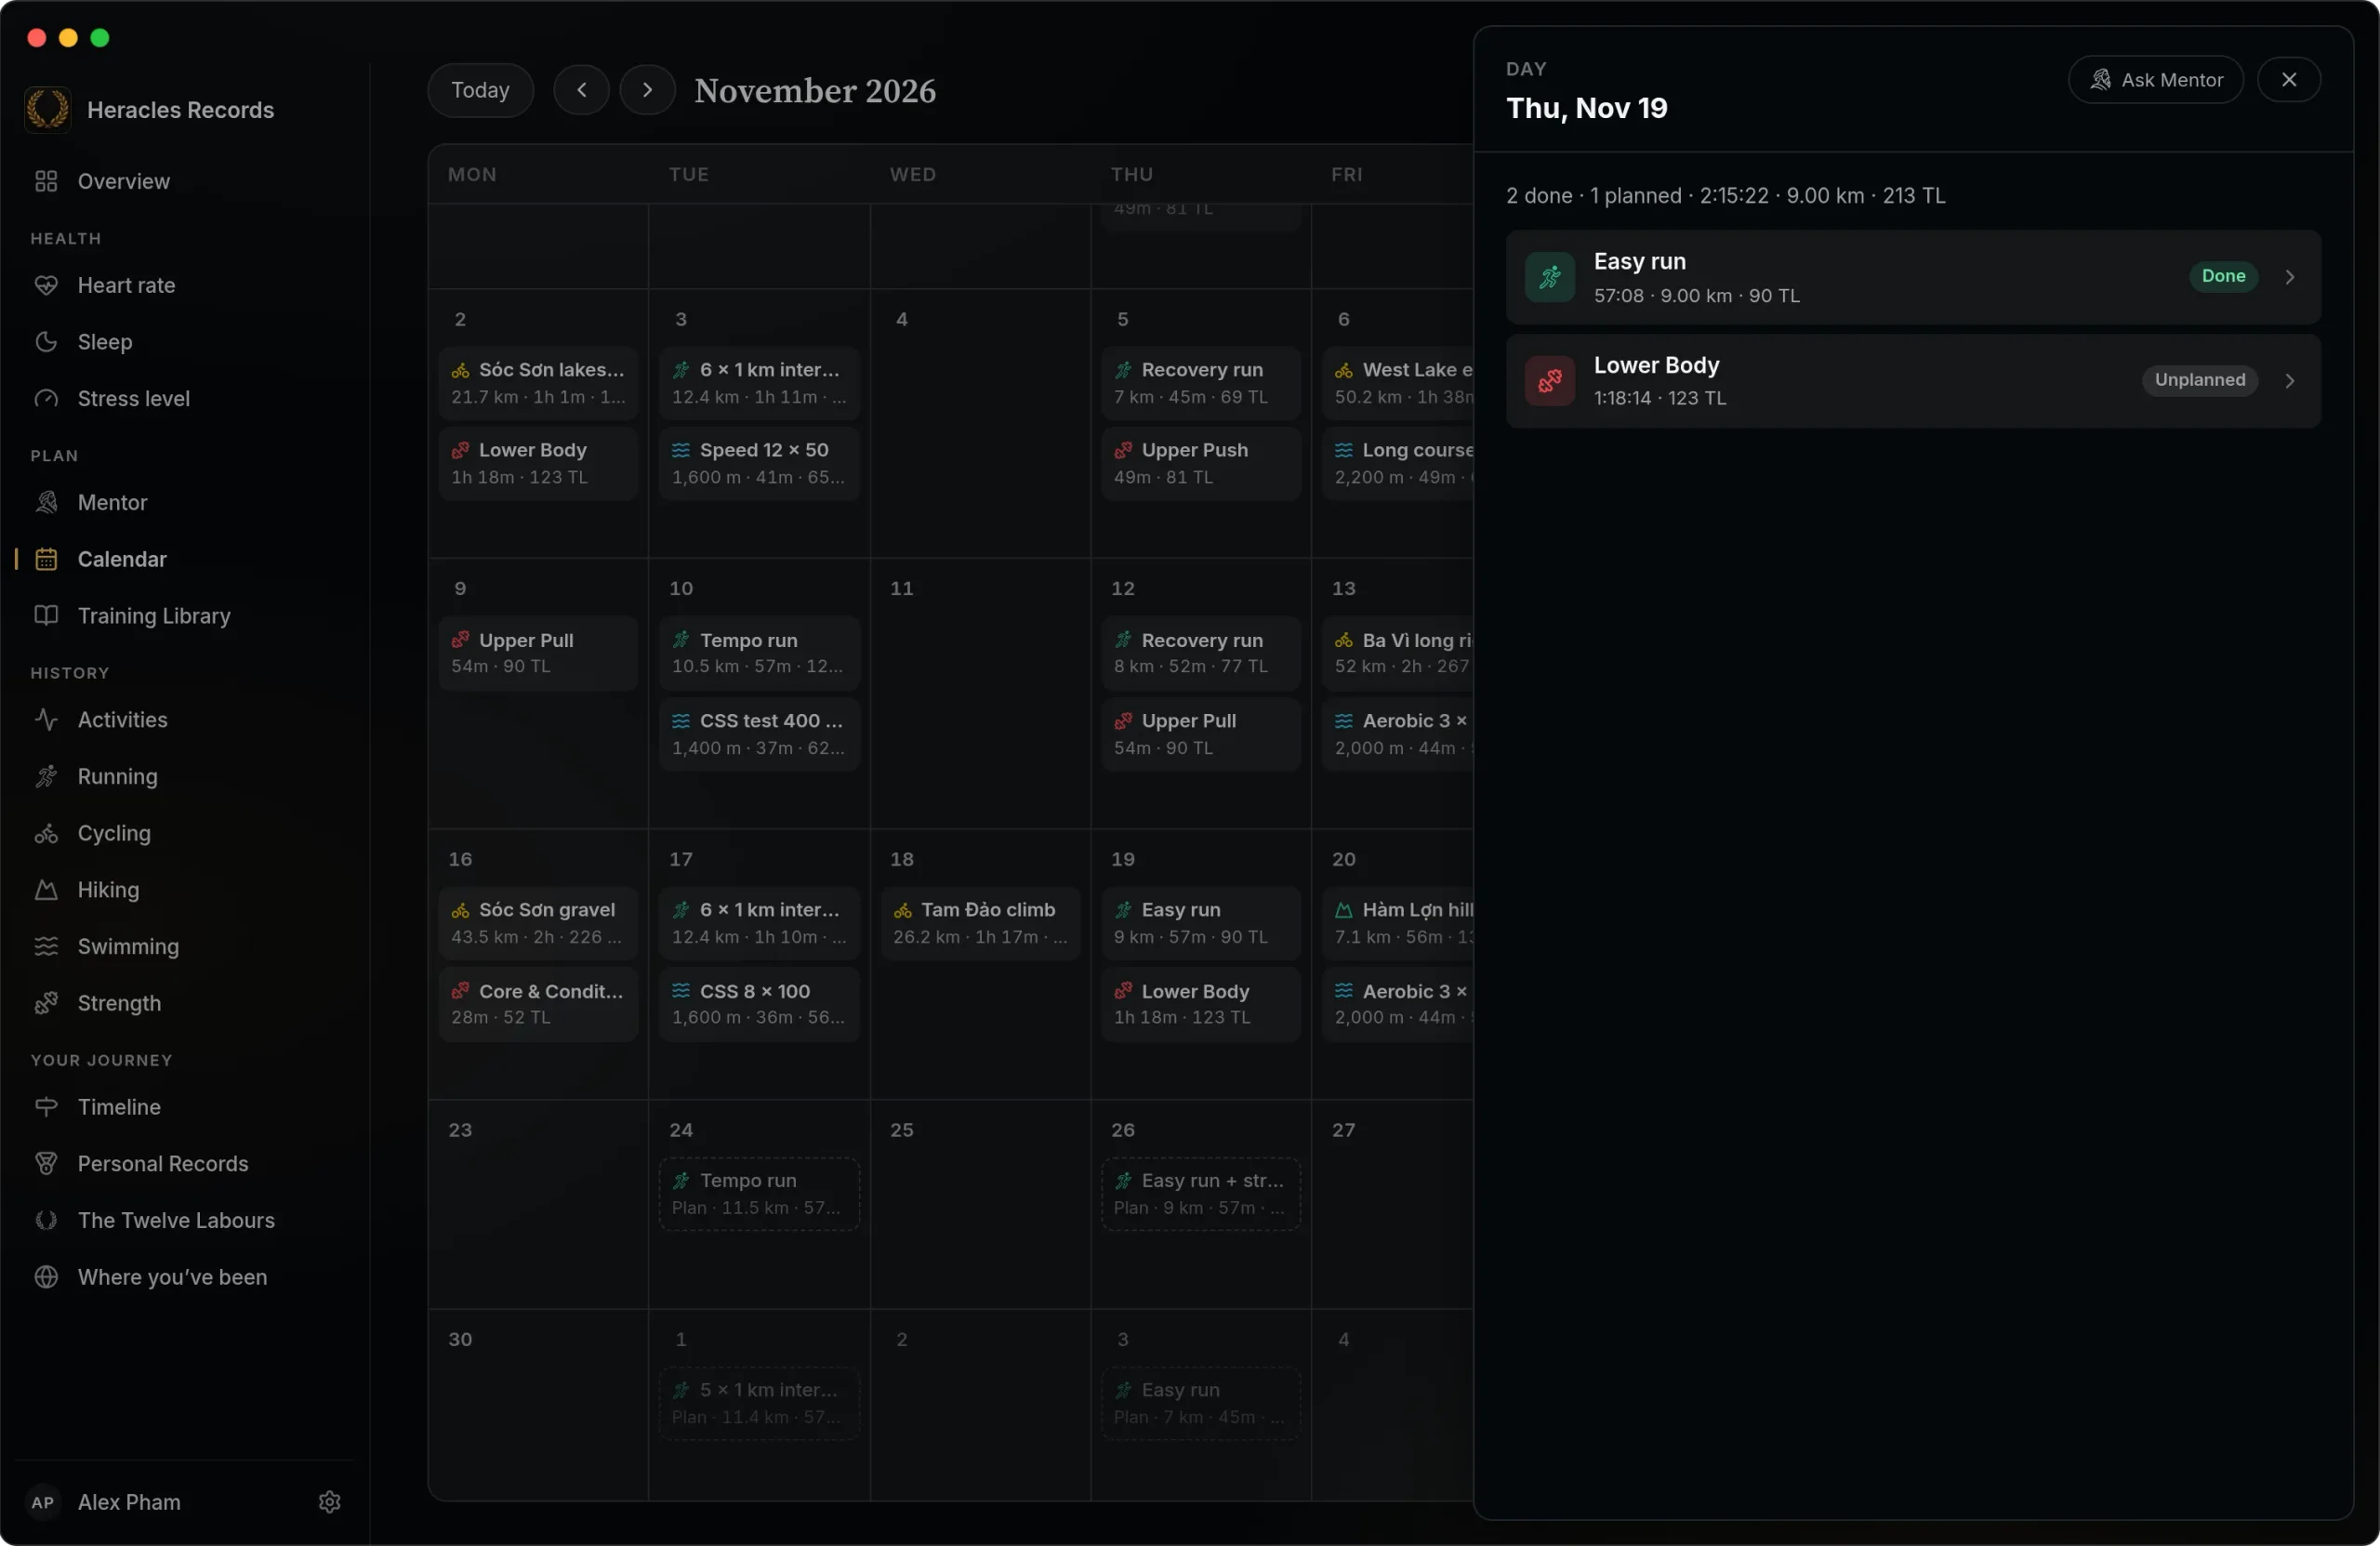 Heracles Records
Overview
HEALTH
Heart rate
Sleep
Stress level
PLAN
Mentor
Calendar
Training Library
HISTORY
Activities
Running
Cycling
Hiking
Swimming
Strength
YOUR JOURNEY
Timeline
Personal Records
The Twelve Labours
Where you’ve been
AP Alex Pham
Today November 2026
MON TUE WED THU FRI
49m · 81 TL
2 3 4 5 6
Sóc Sơn lakes... 6 × 1 km inter... Recovery run West Lake e
21.7 km · 1h 1m · 1... 12.4 km · 1h 11m · ... 7 km · 45m · 69 TL 50.2 km · 1h 38m
Lower Body Speed 12 × 50 Upper Push Long course
1h 18m · 123 TL 1,600 m · 41m · 65... 49m · 81 TL 2,200 m · 49m ·
9 10 11 12 13
Upper Pull Tempo run Recovery run Ba Vì long ri
54m · 90 TL 10.5 km · 57m · 12... 8 km · 52m · 77 TL 52 km · 2h · 267
CSS test 400 ... Upper Pull Aerobic 3 ×
1,400 m · 37m · 62... 54m · 90 TL 2,000 m · 44m ·
16 17 18 19 20
Sóc Sơn gravel 6 × 1 km inter... Tam Đảo climb Easy run Hàm Lợn hill
43.5 km · 2h · 226 ... 12.4 km · 1h 10m · ... 26.2 km · 1h 17m · ... 9 km · 57m · 90 TL 7.1 km · 56m · 13
Core & Condit... CSS 8 × 100 Lower Body Aerobic 3 ×
28m · 52 TL 1,600 m · 36m · 56... 1h 18m · 123 TL 2,000 m · 44m ·
23 24 25 26 27
Tempo run Easy run + str...
Plan · 11.5 km · 57... Plan · 9 km · 57m · ...
30 1 2 3 4
5 × 1 km inter... Easy run
Plan · 11.4 km · 57... Plan · 7 km · 45m · ...
DAY
Thu, Nov 19
Ask Mentor
2 done · 1 planned · 2:15:22 · 9.00 km · 213 TL
Easy run
57:08 · 9.00 km · 90 TL
Done
Lower Body
1:18:14 · 123 TL
Unplanned